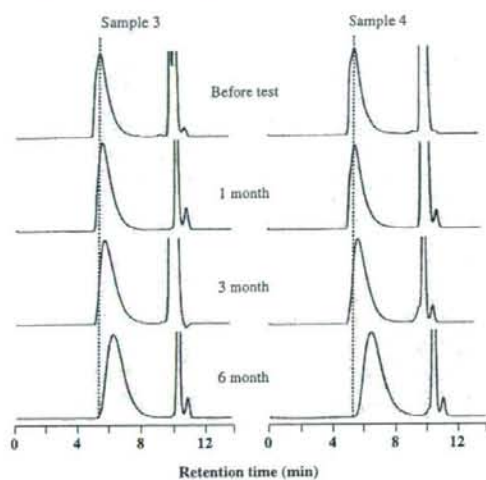 Sample 3
Sample 4
Before test
1 month
3 month
6 month
0 4 8 12
0 4 8 12
Retention time (min)